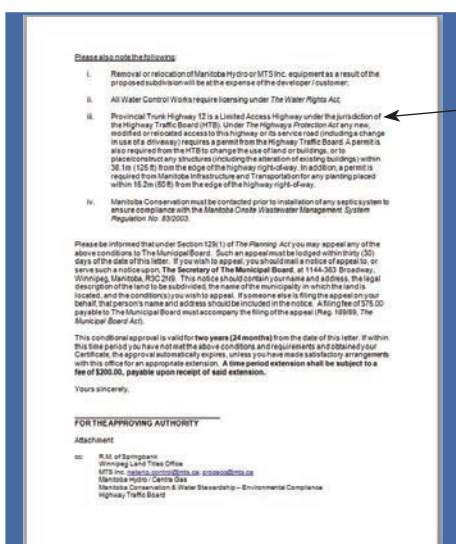 Please also note the following:
i. Removal or relocation of Manitoba Hydro or MTS Inc. equipment as a result of the
proposed subdivision will be at the expense of the developer / customer;
ii. All Water Control Works require licensing under The Water Rights Act;
iii. Provincial Trunk Highway 12 is a Limited Access Highway under the jurisdiction of
the Highway Traffic Board (HTB). Under The Highways Protection Act any new,
modified or relocated access to this highway or its service road (including a change
in use of a driveway) requires a permit from the Highway Traffic Board. A permit is
also required from the HTB to change the use of land or buildings, or to
place/construct any structures (including the alteration of existing buildings) within
38.1m (125 ft) from the edge of the highway right-of-way. In addition, a permit is
required from Manitoba Infrastructure and Transportation for any planting placed
within 15.2m (50 ft) from the edge of the highway right-of-way.
iv. Manitoba Conservation must be contacted prior to installation of any septic system to
ensure compliance with the Manitoba Onsite Wastewater Management System
Regulation No. 83/2003.
Please be informed that under Section 129(1) of The Planning Act you may appeal any of the
above conditions to The Municipal Board. Such an appeal must be lodged within thirty (30)
days of the date of this letter. If you wish to appeal, you should mail a notice of appeal to, or
serve such a notice upon, The Secretary of The Municipal Board, at 1144-363 Broadway,
Winnipeg, Manitoba, R3C 3N9. This notice should contain your name and address, the legal
description of the land to be subdivided, the name of the municipality in which the land is
located, and the condition(s) you wish to appeal. If someone else is filing the appeal on your
behalf, that person's name and address should be included in the notice. A filing fee of $75.00
payable to The Municipal Board must accompany the filing of the appeal (Reg. 189/89, The
Municipal Board Act).
This conditional approval is valid for two years (24 months) from the date of this letter. If within
this time period you have not met the above conditions and requirements and obtained your
Certificate, the approval automatically expires, unless you have made satisfactory arrangements
with this office for an appropriate extension. A time period extension shall be subject to a
fee of $200.00, payable upon receipt of said extension.
Yours sincerely,
FOR THE APPROVING AUTHORITY
Attachment
cc: R.M. of Springbank
Winnipeg Land Titles Office
MTS Inc.
Manitoba Hydro / Centra Gas
Manitoba Conservation & Water Stewardship – Environmental Compliance
Highway Traffic Board